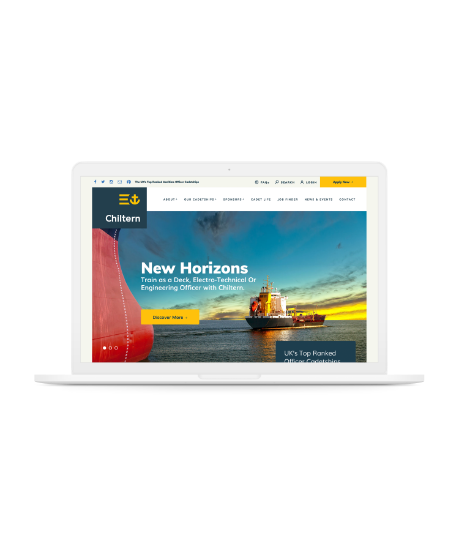 The UK's Top Ranked Maritime Officer Cadetships
FAQs SEARCH LOGIN Apply Now
Chiltern
ABOUT OUR CADETSHIPS SPONSORS CADET LIFE JOB FINDER NEWS & EVENTS CONTACT
New Horizons
Train as a Deck, Electro-Technical Or
Engineering Officer with Chiltern.
Discover More
UK's Top Ranked
Officer Cadetships